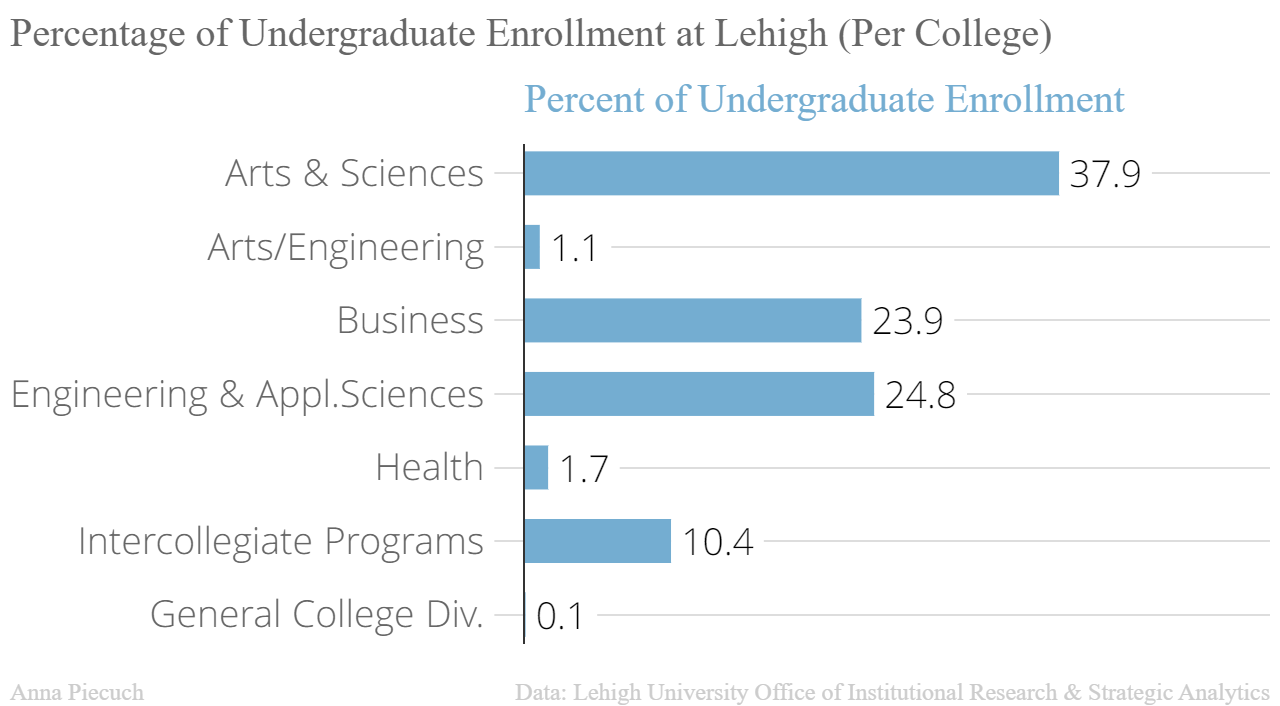 Percentage of Undergraduate Enrollment at Lehigh (Per College)
Percent of Undergraduate Enrollment
Arts & Sciences 37.9
Arts/Engineering 1.1
Business 23.9
Engineering & Appl.Sciences 24.8
Health 1.7
Intercollegiate Programs 10.4
General College Div. 0.1
Anna Piecuch Data: Lehigh University Office of Institutional Research & Strategic Analytics